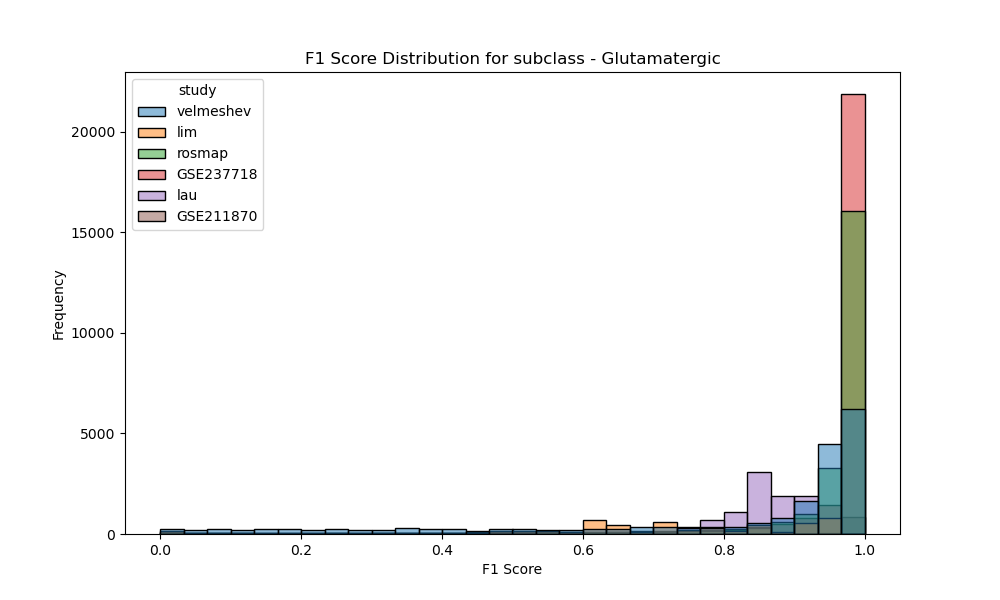 F1 Score Distribution for subclass - Glutamatergic
study
velmeshev
lim
rosmap
GSE237718
lau
GSE211870
Frequency
20000
15000
10000
5000
0
0.0 0.2 0.4 0.6 0.8 1.0
F1 Score